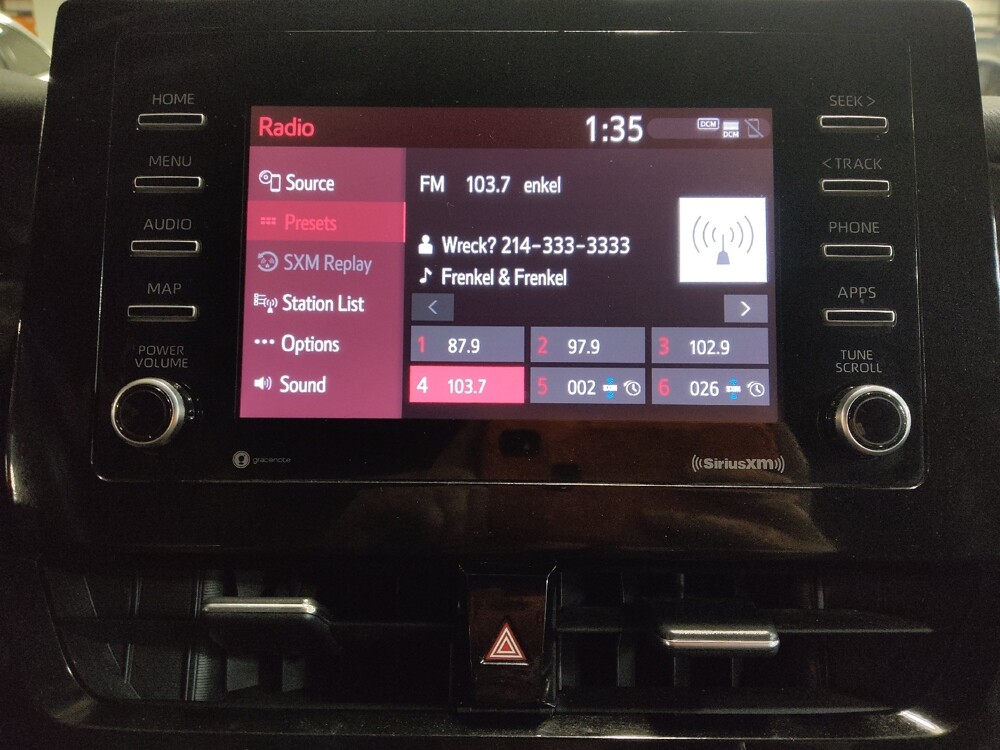 HOME
MENU
AUDIO
MAP
POWER
VOLUME
Radio
1:35
DCM
DCM
Source
Presets
SXM Replay
Station List
Options
Sound
FM 103.7 enkel
Wreck? 214-333-3333
Frenkel & Frenkel
<
>
1 87.9
2 97.9
3 102.9
4 103.7
5 002 SXM
6 026 SXM
SEEK >
< TRACK
PHONE
APPS
TUNE
SCROLL
gracenote
((SiriusXM))